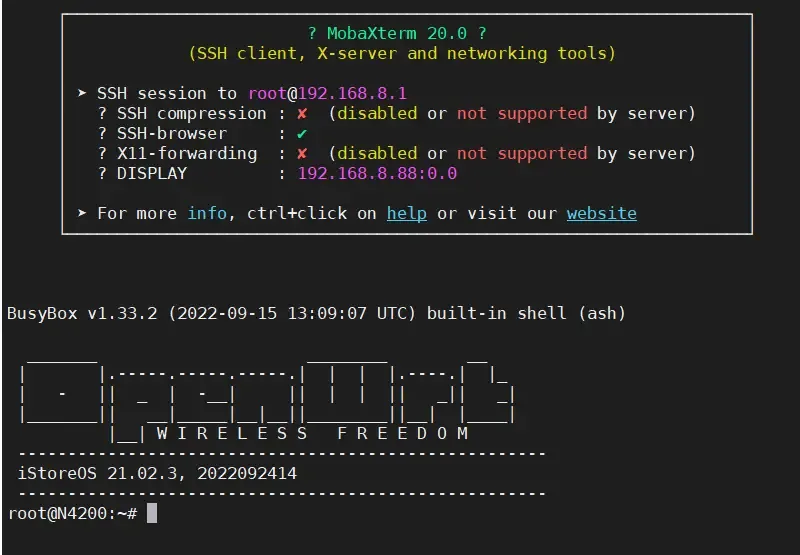 ? MobaXterm 20.0 ?
(SSH client, X-server and networking tools)
➤ SSH session to root@192.168.8.1
? SSH compression : ✘ (disabled or not supported by server)
? SSH-browser : ✔
? X11-forwarding : ✘ (disabled or not supported by server)
? DISPLAY : 192.168.8.88:0.0
➤ For more info, ctrl+click on help or visit our website
BusyBox v1.33.2 (2022-09-15 13:09:07 UTC) built-in shell (ash)
OpenWrt
W I R E L E S S F R E E D O M
iStoreOS 21.02.3, 2022092414
root@N4200:~#